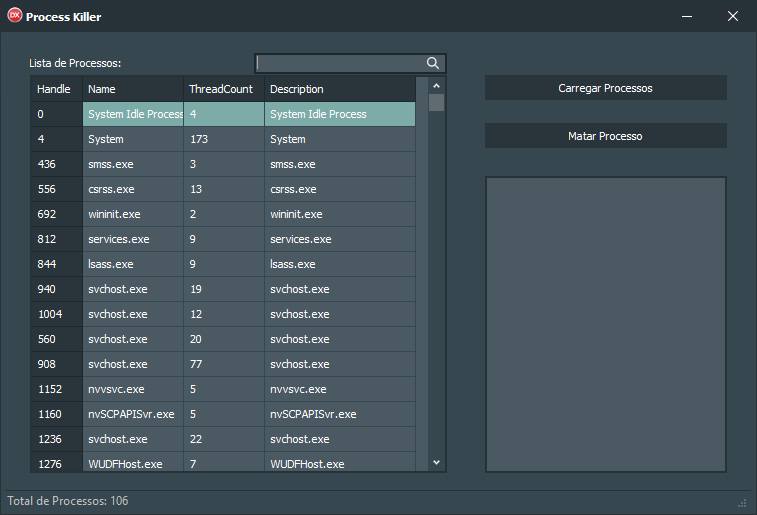 DX Process Killer
Lista de Processos:
Handle Name ThreadCount Description
0 System Idle Process 4 System Idle Process
4 System 173 System
436 smss.exe 3 smss.exe
556 csrss.exe 13 csrss.exe
692 wininit.exe 2 wininit.exe
812 services.exe 9 services.exe
844 lsass.exe 9 lsass.exe
940 svchost.exe 19 svchost.exe
1004 svchost.exe 12 svchost.exe
560 svchost.exe 20 svchost.exe
908 svchost.exe 77 svchost.exe
1152 nvvsvc.exe 5 nvvsvc.exe
1160 nvSCPAPISvr.exe 5 nvSCPAPISvr.exe
1236 svchost.exe 22 svchost.exe
1276 WUDFHost.exe 7 WUDFHost.exe
Carregar Processos
Matar Processo
Total de Processos: 106